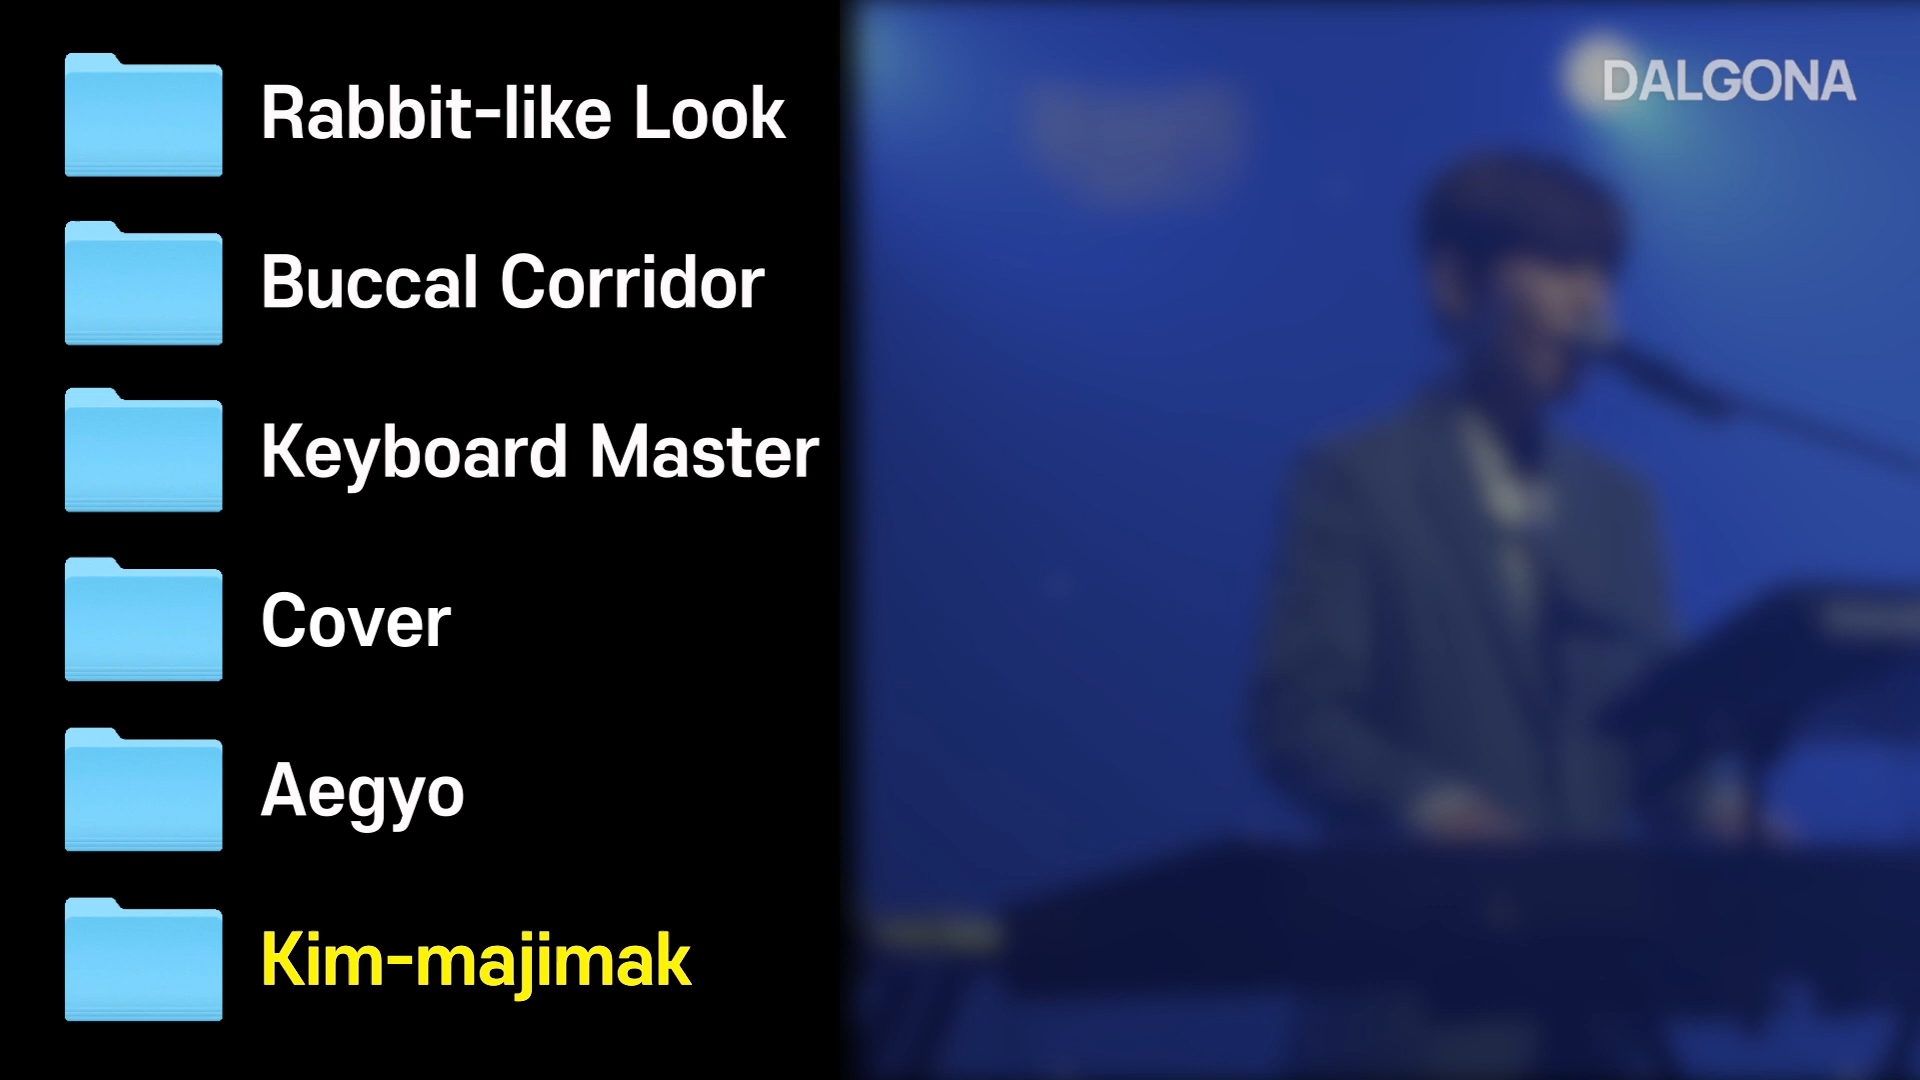 Rabbit-like Look
Buccal Corridor
Keyboard Master
Cover
Aegyo
Kim-majimak
DALGONA